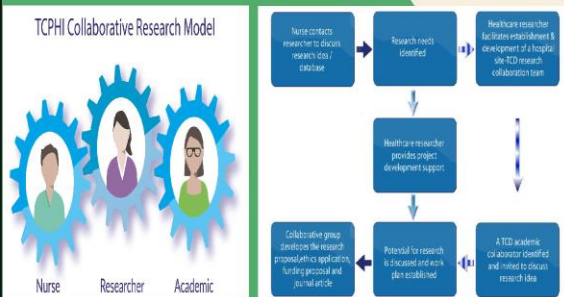 TCPHI Collaborative Research Model
Nurse
Researcher
Academic
Nurse contacts
researcher to discuss
research idea /
database
Research needs
identified
Healthcare researcher
facilitates establishment &
development of a hospital
site-TCD research
collaboration team
Healthcare researcher
provides project
development support
Collaborative group
developes the research
proposal,ethics application,
funding proposal and
journal article
Potential for research
is discussed and work
plan established
A TCD academic
collaborator identified
and invited to discuss
research idea